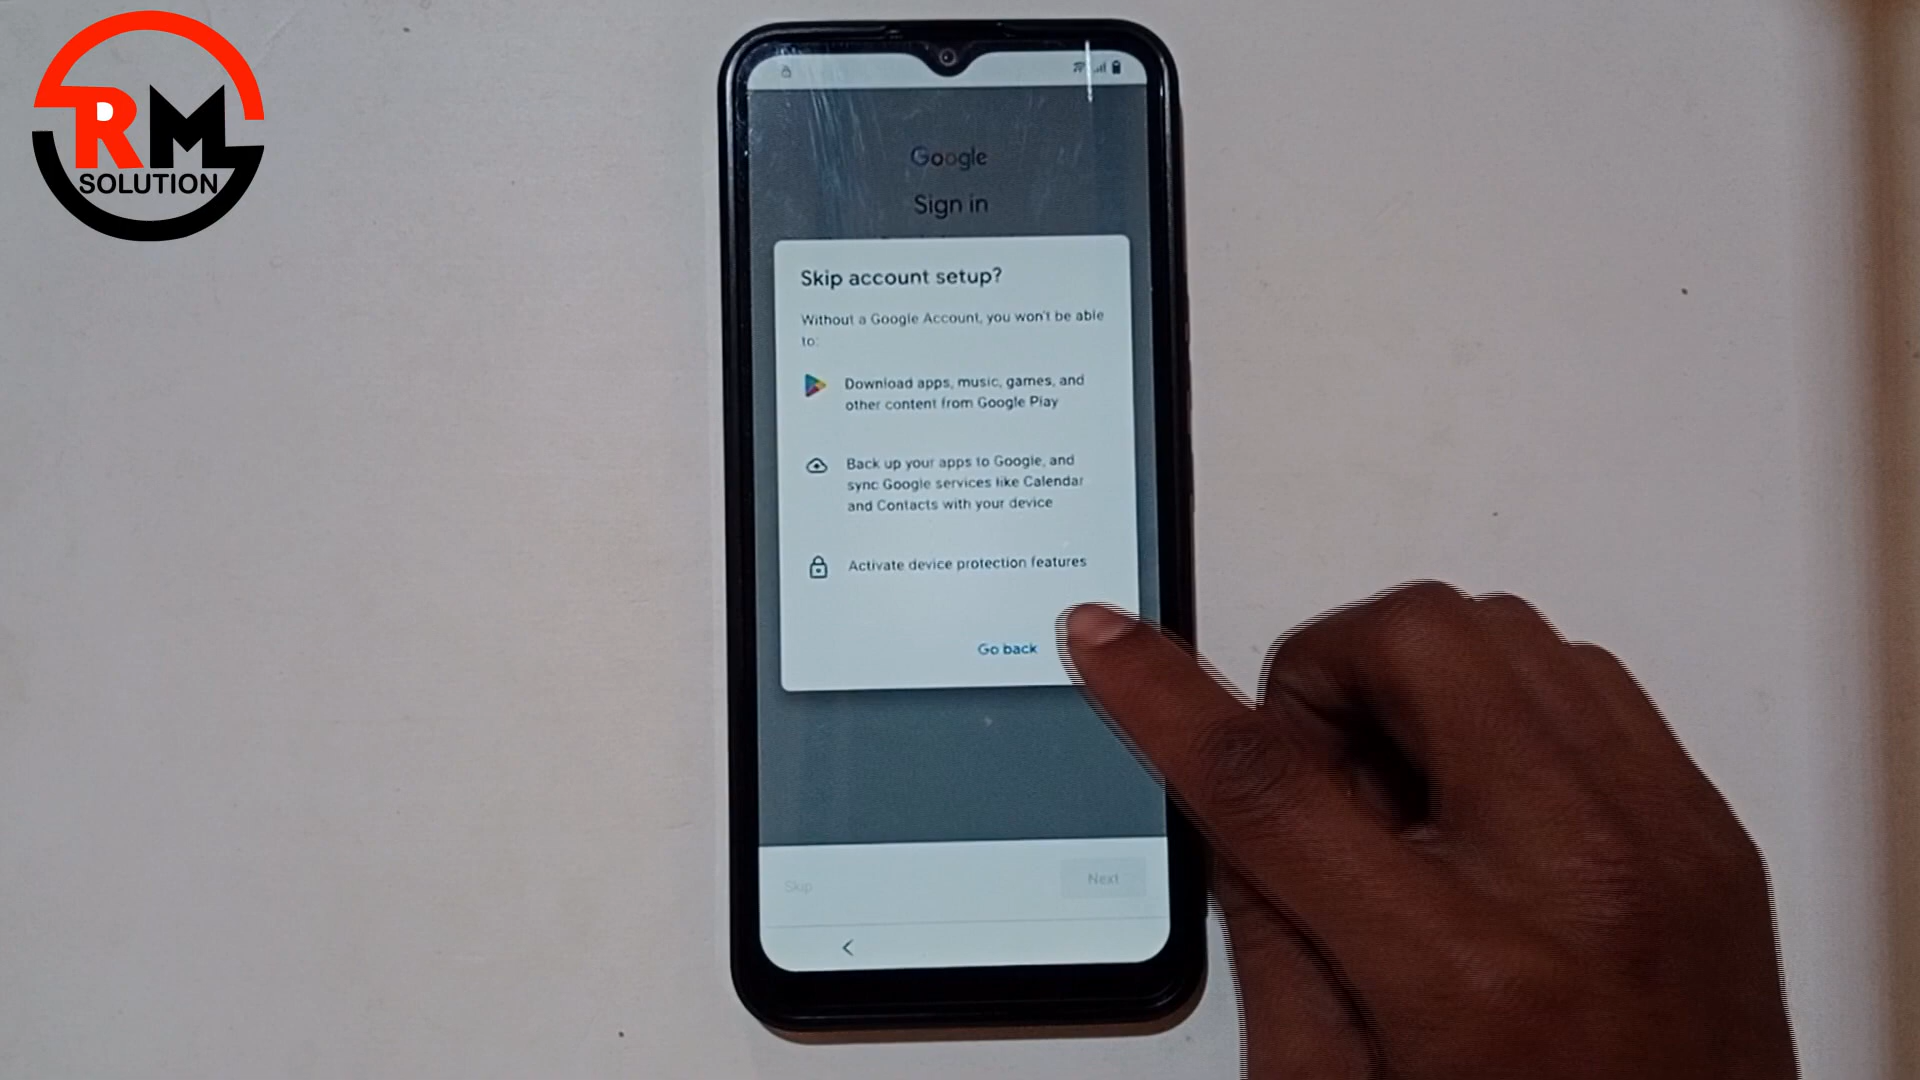 RM
SOLUTION
Google
Sign in
Skip account setup?
Without a Google Account, you won't be able
to:
Download apps, music, games, and
other content from Google Play
Back up your apps to Google, and
sync Google services like Calendar
and Contacts with your device
Activate device protection features
Go back
Skip
Next